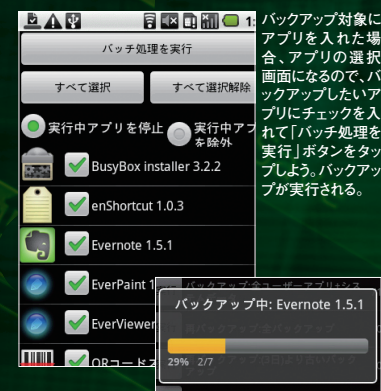 1:
バッチ処理を実行
すべて選択
すべて選択解除
実行中アプリを停止
実行中アプ
を除外
BusyBox installer 3.2.2
enShortcut 1.0.3
Evernote 1.5.1
EverPaint 1
EverViewer
QRコードス
バックアップ中: Evernote 1.5.1
29% 2/7
バックアップ対象に
アプリを入れた場
合、アプリの選択
画面になるので、バ
ックアップしたいア
プリにチェックを入
れて「バッチ処理を
実行」ボタンをタッ
プしよう。バックアッ
プが実行される。